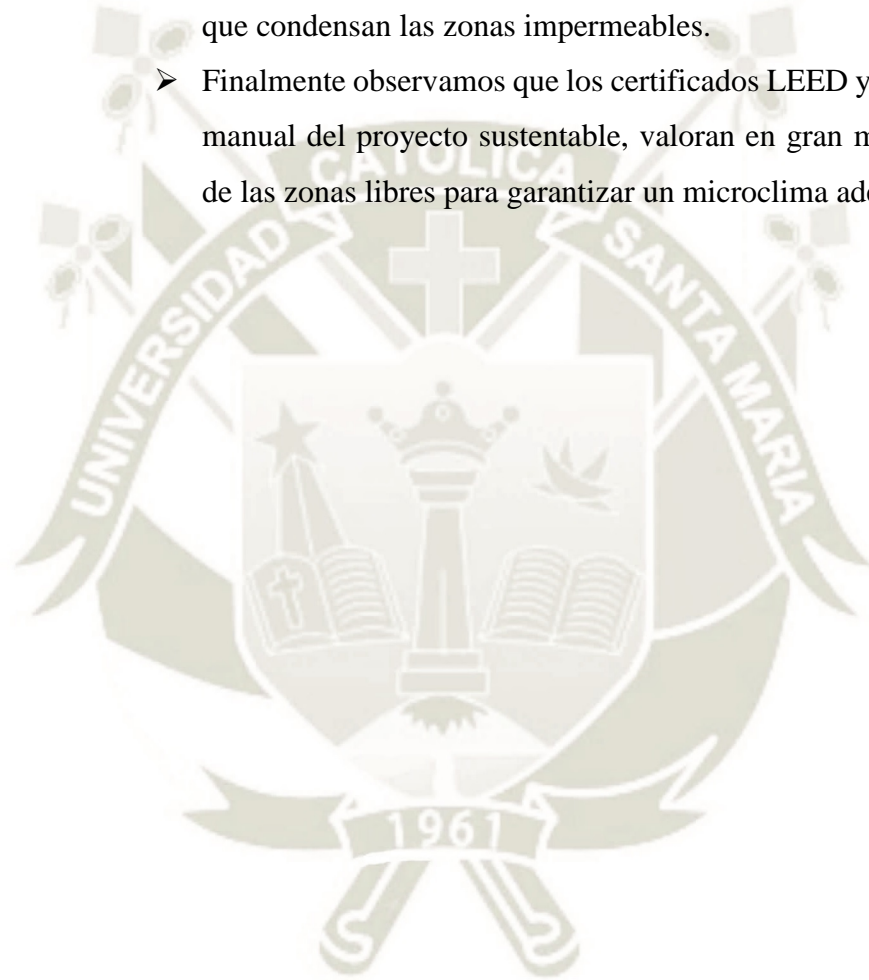 que condensan las zonas impermeables.
➤ Finalmente observamos que los certificados LEED y
manual del proyecto sustentable, valoran en gran
de las zonas libres para garantizar un microclima
CATOLICA
UNIVERSIDAD
SANTA MARIA
1961